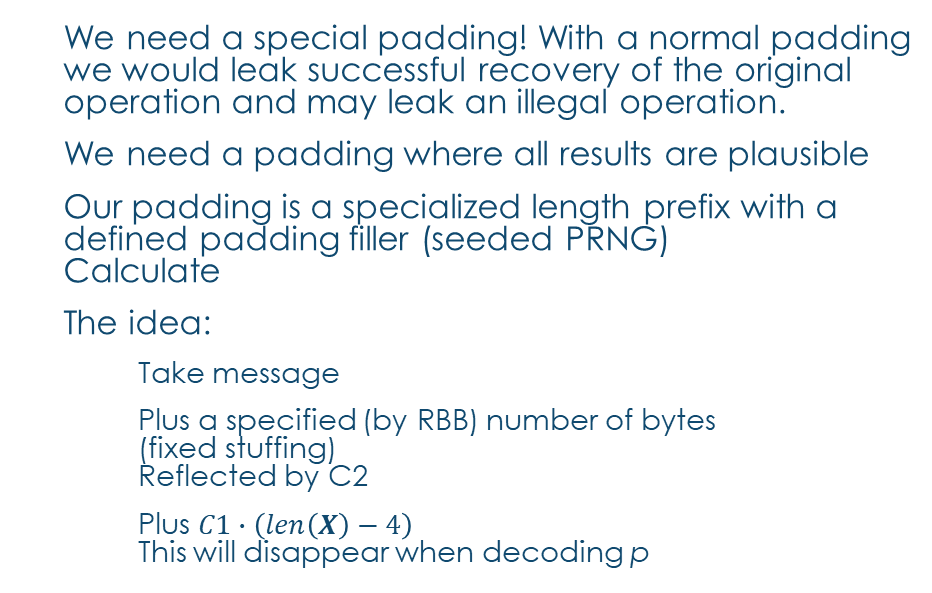 We need a special padding! With a normal padding
we would leak successful recovery of the original
operation and may leak an illegal operation.
We need a padding where all results are plausible
Our padding is a specialized length prefix with a
defined padding filler (seeded PRNG)
Calculate
The idea:
Take message
Plus a specified (by RBB) number of bytes
(fixed stuffing)
Reflected by C2
Plus C1 · (len(X) − 4)
This will disappear when decoding p